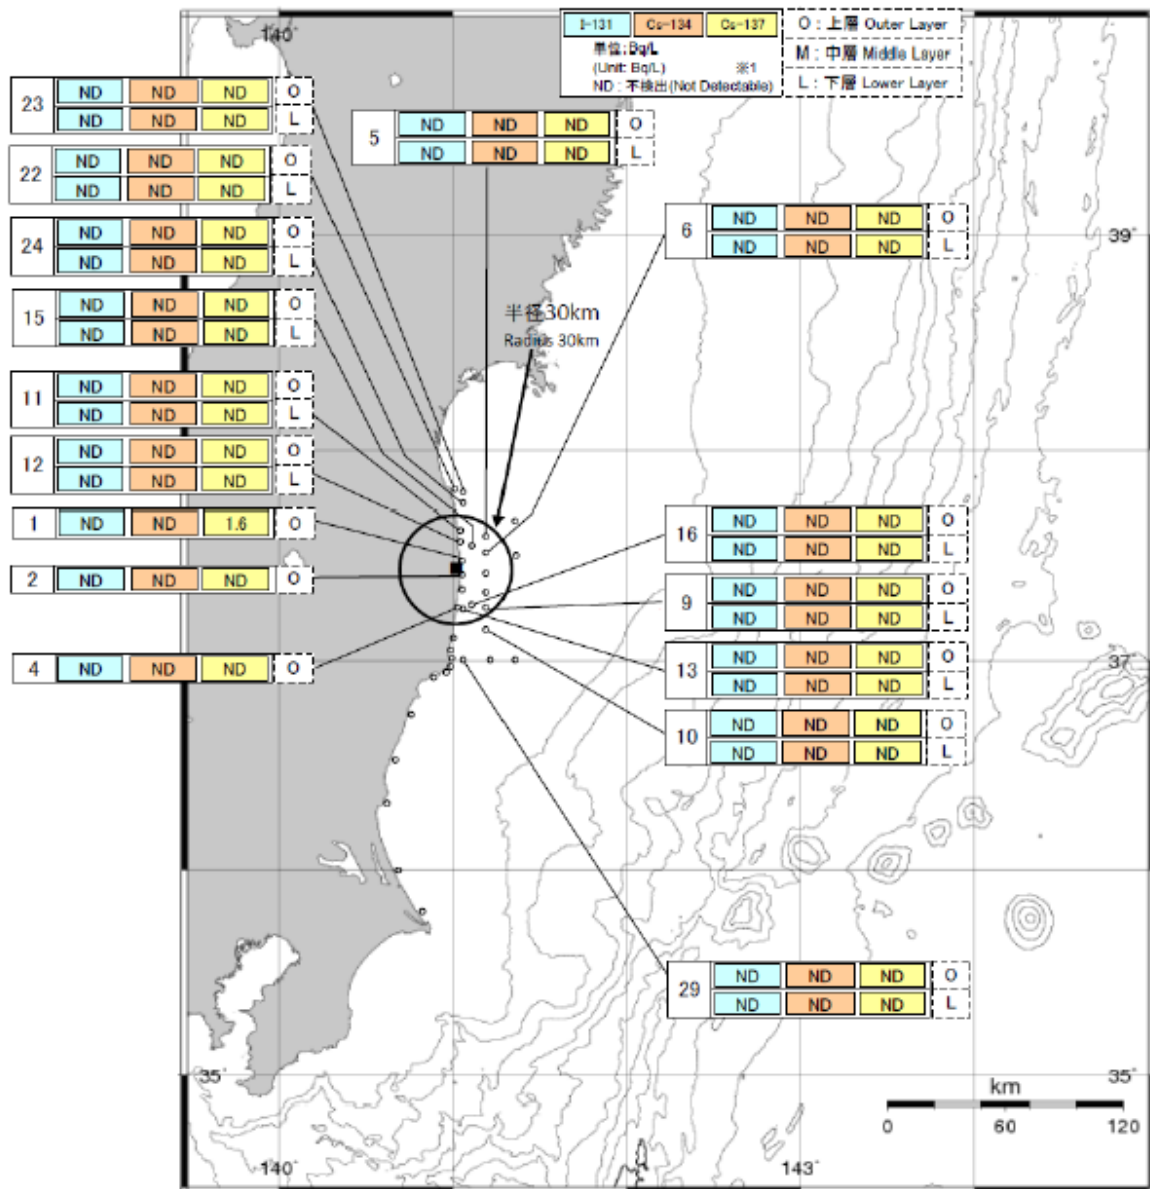 I-131 Cs-134 Cs-137
単位:Bq/L
(Unit: Bq/L) ※1
ND : 不検出(Not Detectable)
O : 上層 Outer Layer
M : 中層 Middle Layer
L : 下層 Lower Layer
140°
23 ND ND ND O
ND ND ND L
5 ND ND ND O
ND ND ND L
22 ND ND ND O
ND ND ND L
6 ND ND ND O
ND ND ND L
39°
24 ND ND ND O
ND ND ND L
15 ND ND ND O
ND ND ND L
半径30km
Radius 30km
11 ND ND ND O
ND ND ND L
12 ND ND ND O
ND ND ND L
1 ND ND 1.6 O
2 ND ND ND O
4 ND ND ND O
16 ND ND ND O
ND ND ND L
9 ND ND ND O
ND ND ND L
13 ND ND ND O
ND ND ND L
37°
10 ND ND ND O
ND ND ND L
29 ND ND ND O
ND ND ND L
35°
35°
km
0 60 120
140°
143°